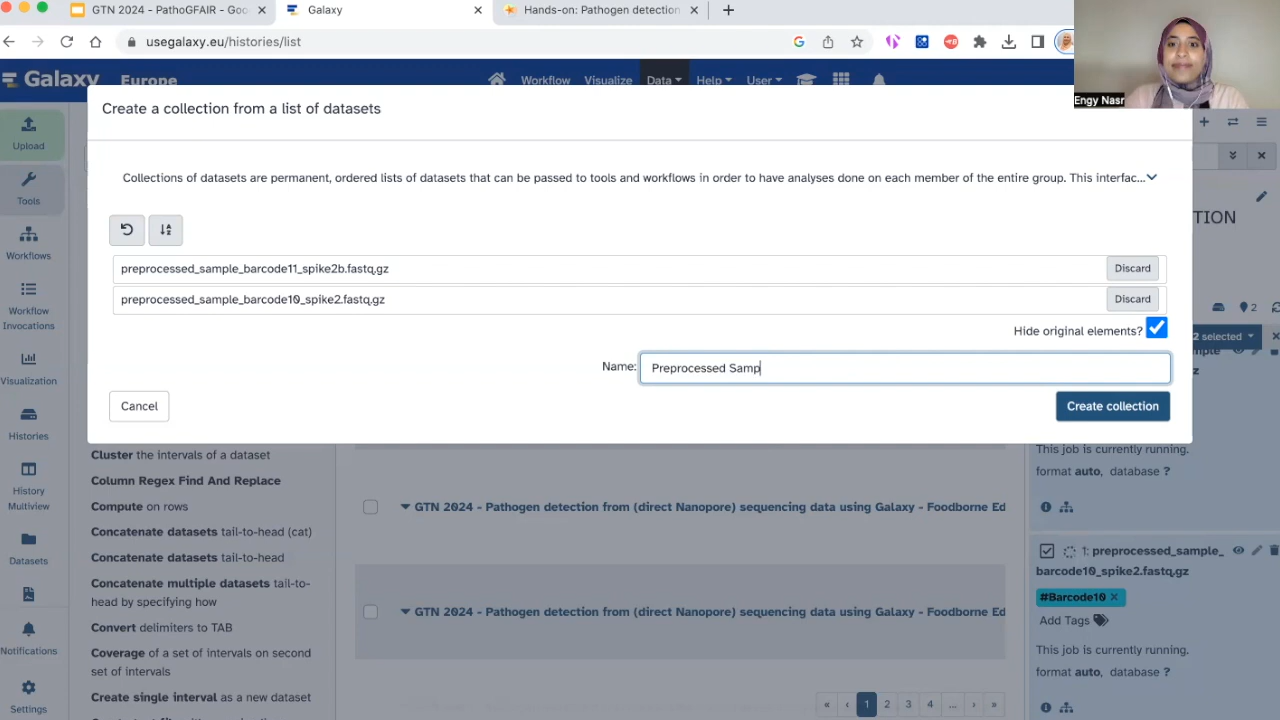 GTN 2024 - PathoGFAIR - Goo
Galaxy
Hands-on: Pathogen detection
usegalaxy.eu/histories/list
Engy Nasr
Galaxy Europe
Workflow
Visualize
Data
Help
User
Create a collection from a list of datasets
Collections of datasets are permanent, ordered lists of datasets that can be passed to tools and workflows in order to have analyses done on each member of the entire group. This interfac...
preprocessed_sample_barcode11_spike2b.fastq.gz
Discard
preprocessed_sample_barcode10_spike2.fastq.gz
Discard
Hide original elements?
Name:
Preprocessed Samp
Cancel
Create collection
Upload
Tools
Workflows
Workflow
Invocations
Visualization
Histories
History
Multiview
Datasets
Notifications
Settings
Cluster the intervals of a dataset
Column Regex Find And Replace
Compute on rows
Concatenate datasets tail-to-head (cat)
Concatenate datasets tail-to-head
Concatenate multiple datasets tail-to-
head by specifying how
Convert delimiters to TAB
Coverage of a set of intervals on second
set of intervals
Create single interval as a new dataset
GTN 2024 - Pathogen detection from (direct Nanopore) sequencing data using Galaxy - Foodborne Ed
GTN 2024 - Pathogen detection from (direct Nanopore) sequencing data using Galaxy - Foodborne Ed
« ‹ 1 2 3 4 ... › »
TION
2
2 selected
mple
z
This job is currently running.
format auto, database ?
1: preprocessed_sample_
barcode10_spike2.fastq.gz
#Barcode10
Add Tags
This job is currently running.
format auto, database ?